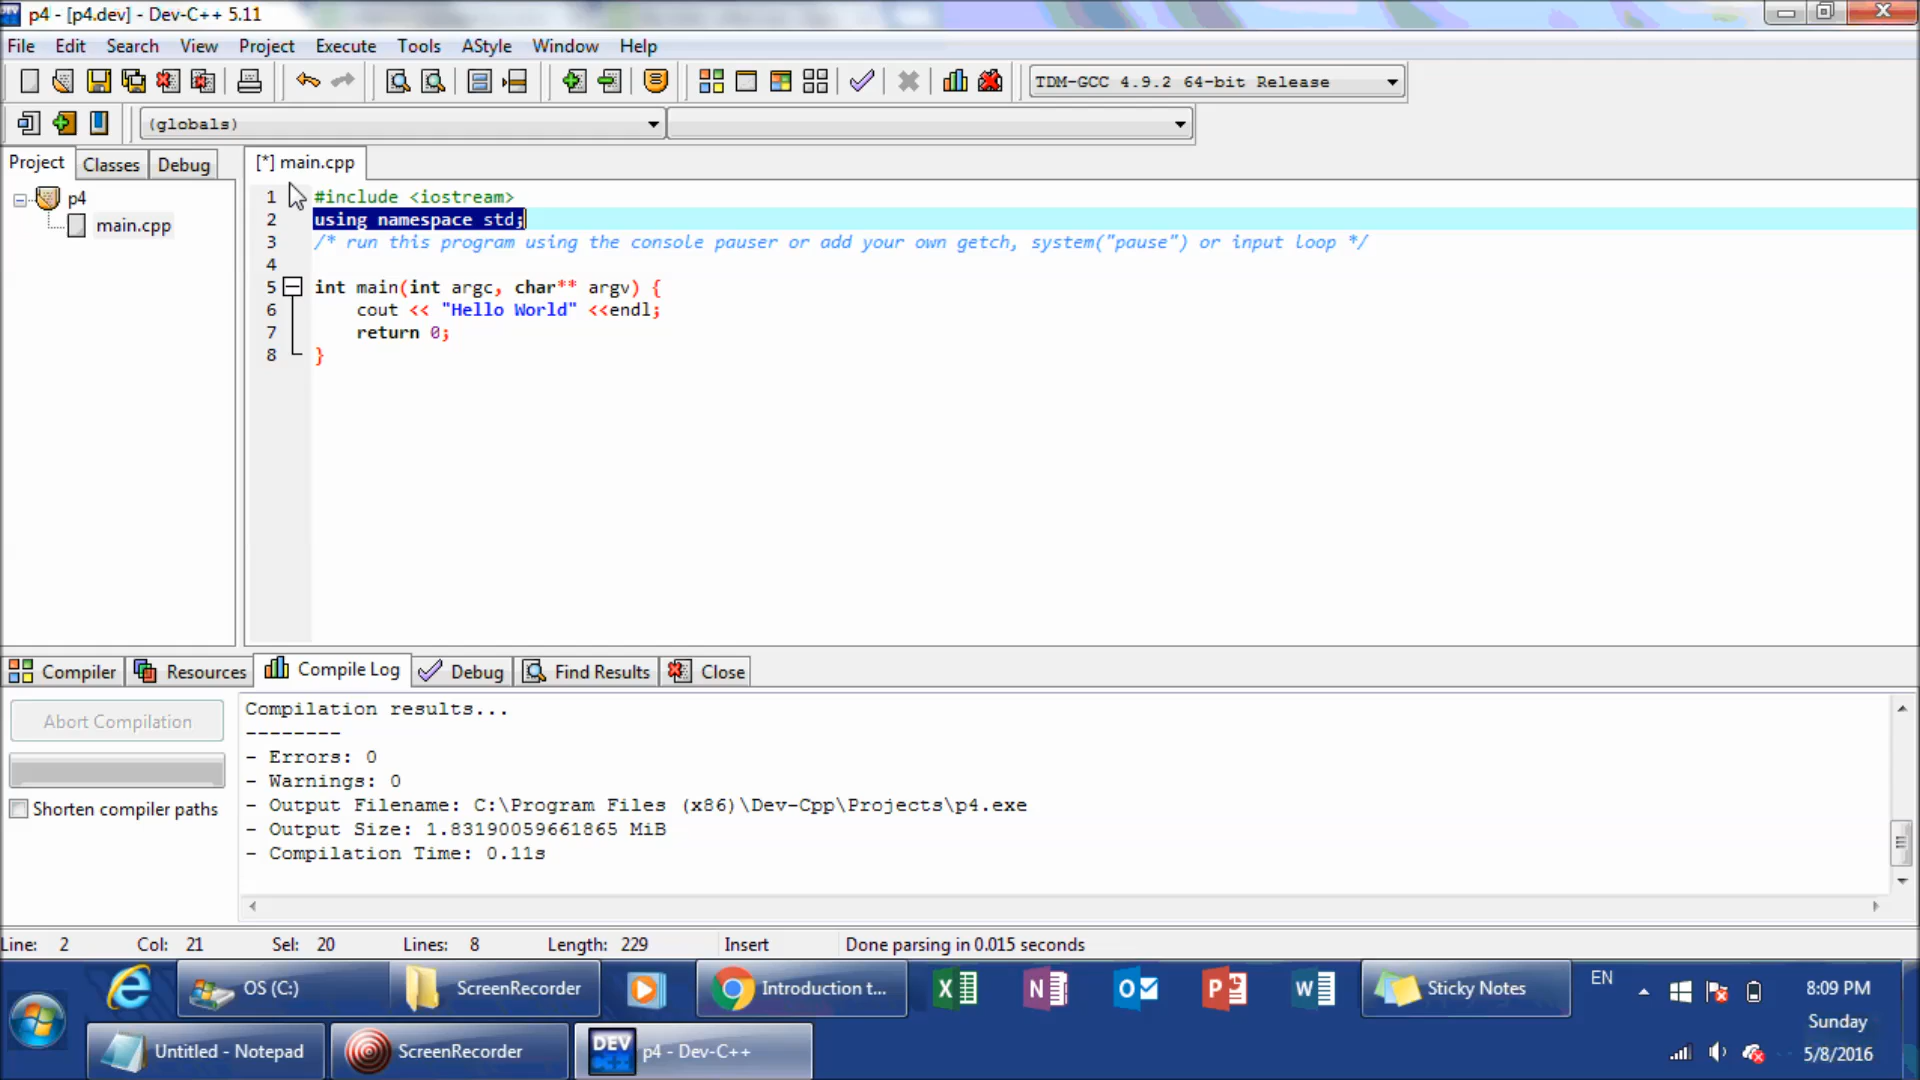 p4 - [p4.dev] - Dev-C++ 5.11
File Edit Search View Project Execute Tools AStyle Window Help
TDM-GCC 4.9.2 64-bit Release
(globals)
Project Classes Debug
[*] main.cpp
p4
main.cpp
1 #include <iostream>
2 using namespace std;
3 /* run this program using the console pauser or add your own getch, system("pause") or input loop */
4
5 int main(int argc, char** argv) {
6 cout << "Hello World" <<endl;
7 return 0;
8 }
Compiler Resources Compile Log Debug Find Results Close
Abort Compilation
Shorten compiler paths
Compilation results...
--------
- Errors: 0
- Warnings: 0
- Output Filename: C:\Program Files (x86)\Dev-Cpp\Projects\p4.exe
- Output Size: 1.83190059661865 MiB
- Compilation Time: 0.11s
Line: 2 Col: 21 Sel: 20 Lines: 8 Length: 229 Insert Done parsing in 0.015 seconds
OS (C:) ScreenRecorder Introduction t... Sticky Notes EN 8:09 PM
Sunday
Untitled - Notepad ScreenRecorder DEV C++ p4 - Dev-C++ 5/8/2016